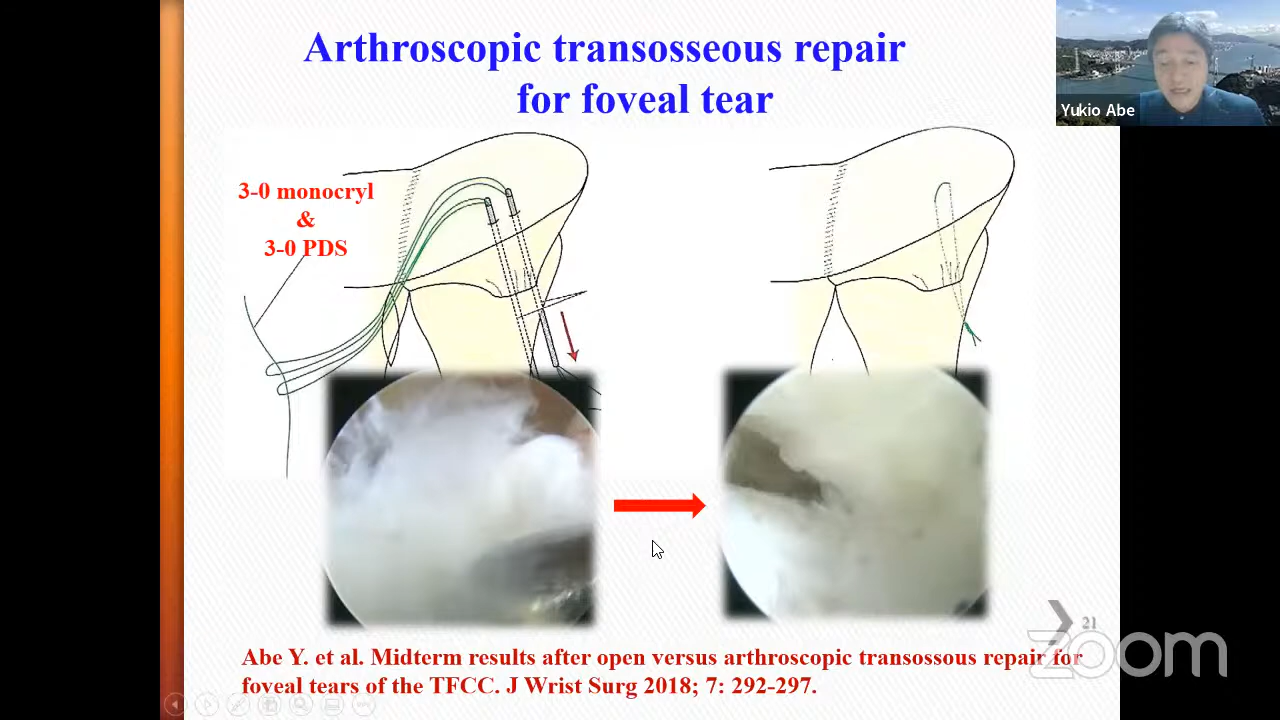 Arthroscopic transosseous repair
for foveal tear
Yukio Abe
3-0 monocryl
&
3-0 PDS
21
zoom
Abe Y. et al. Midterm results after open versus arthroscopic transossous repair for
foveal tears of the TFCC. J Wrist Surg 2018; 7: 292-297.